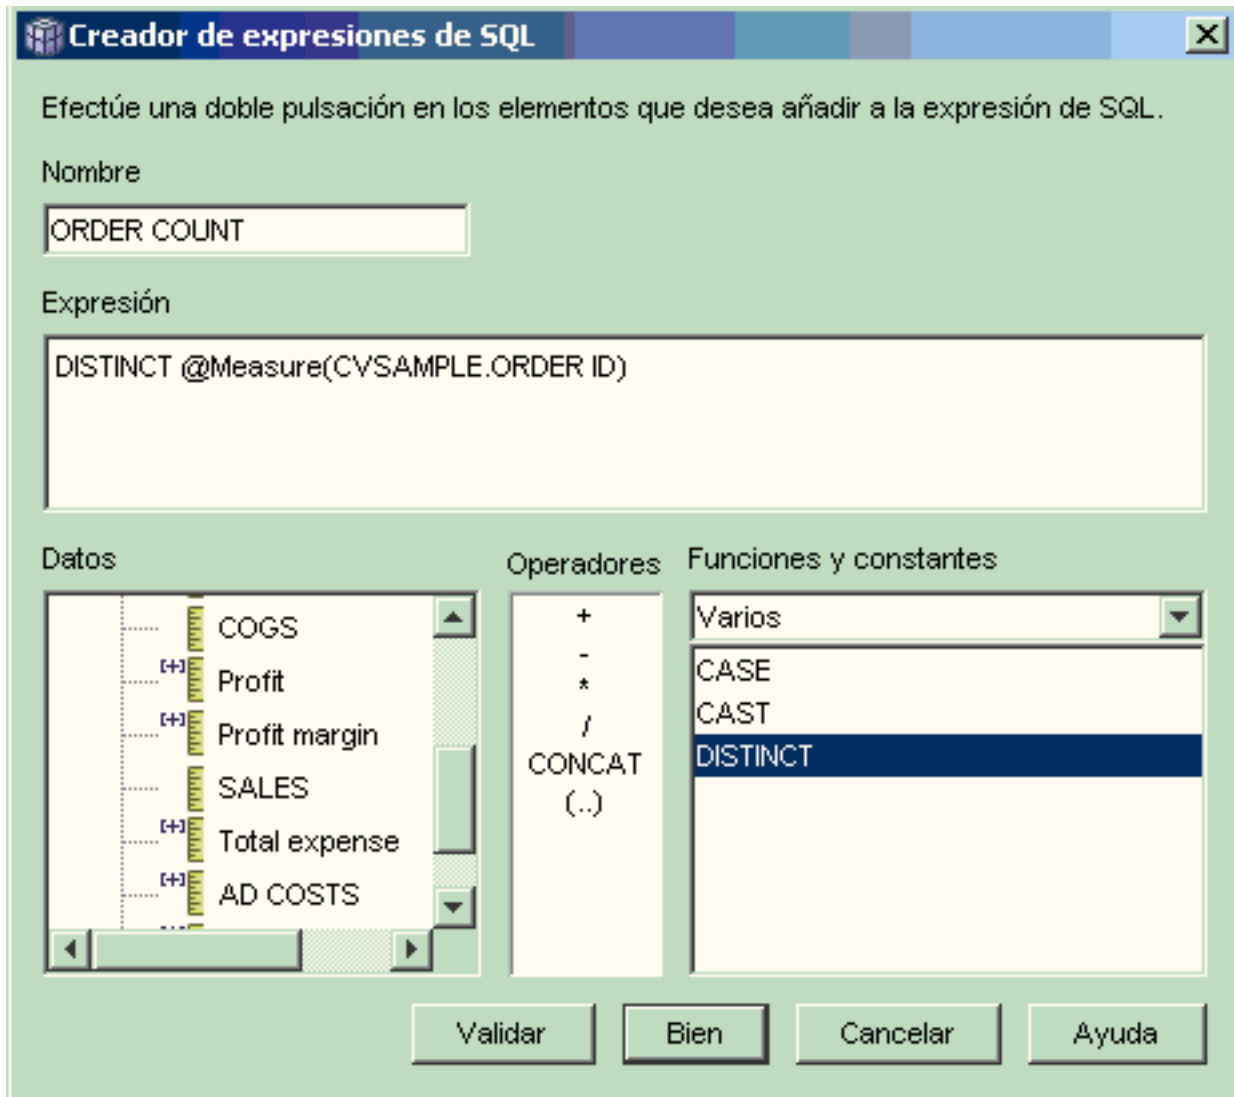 Creador de expresiones de SQL
Efectúe una doble pulsación en los elementos que desea añadir a la expresión de SQL.
Nombre
ORDER COUNT
Expresión
DISTINCT @Measure(CVSAMPLE.ORDER ID)
Datos
COGS
[+] Profit
[+] Profit margin
SALES
[+] Total expense
[+] AD COSTS
Operadores
+
-
*
/
CONCAT
(..)
Funciones y constantes
Varios
CASE
CAST
DISTINCT
Validar
Bien
Cancelar
Ayuda